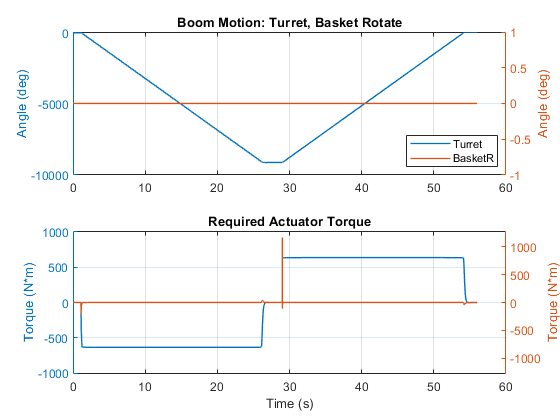 Boom Motion: Turret, Basket Rotate
Angle (deg)
0
-5000
-10000
1
0.5
0
-0.5
-1
Angle (deg)
Turret
BasketR
0 10 20 30 40 50 60
Required Actuator Torque
Torque (N*m)
1000
500
0
-500
-1000
1000
500
0
-500
-1000
Torque (N*m)
0 10 20 30 40 50 60
Time (s)